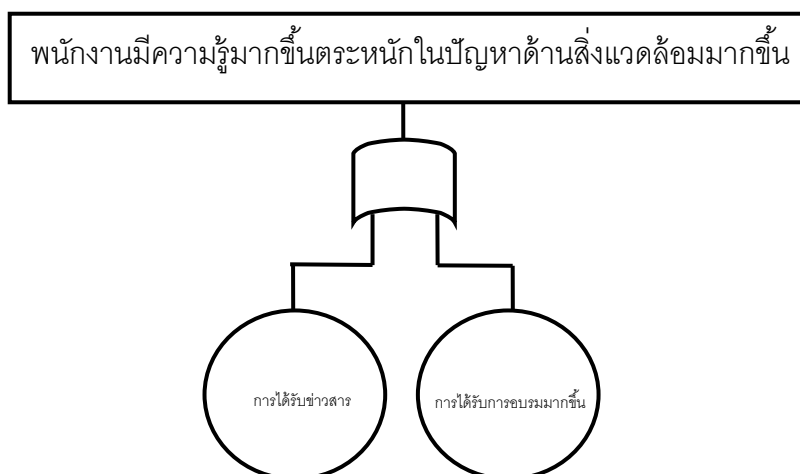 พนักงานมีความรู้มากขึ้นตระหนักในปัญหาด้านสิ่งแวดล้อมมากขึ้น
การได้รับข่าวสาร
การได้รับการอบรมมากขึ้น